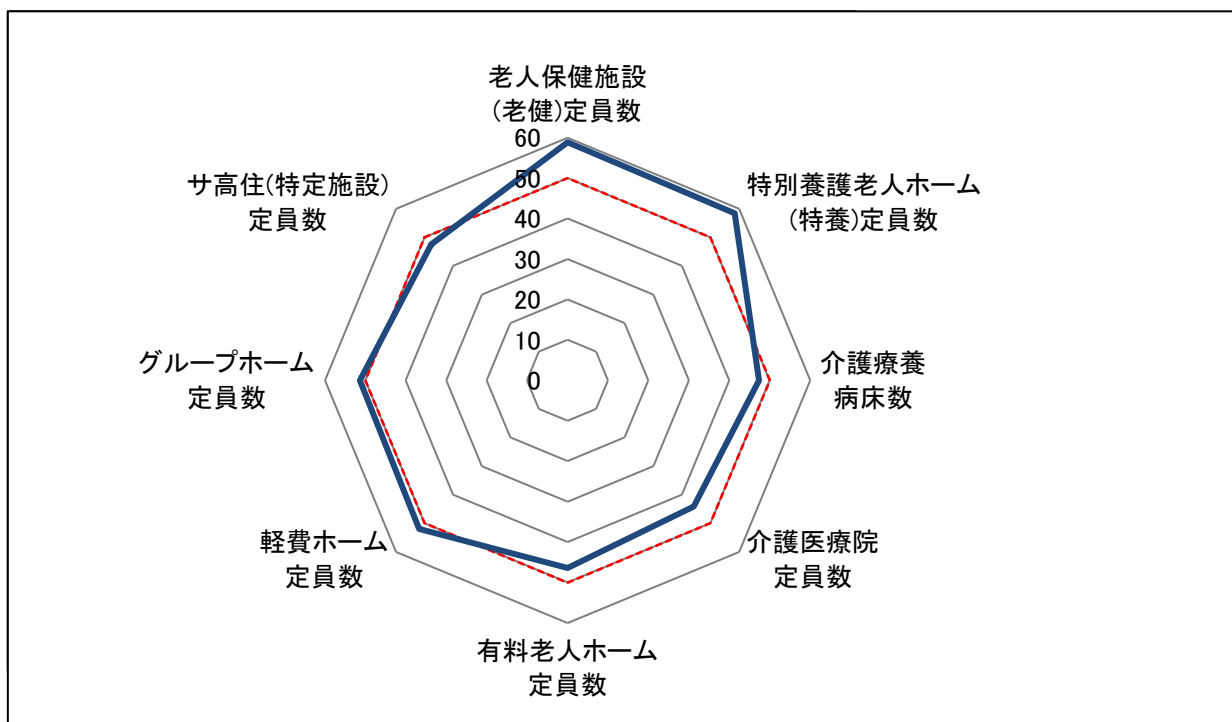 老人保健施設
(老健)定員数
特別養護老人ホーム
(特養)定員数
介護療養
病床数
介護医療院
定員数
有料老人ホーム
定員数
軽費ホーム
定員数
グループホーム
定員数
サ高住(特定施設)
定員数
60
50
40
30
20
10
0